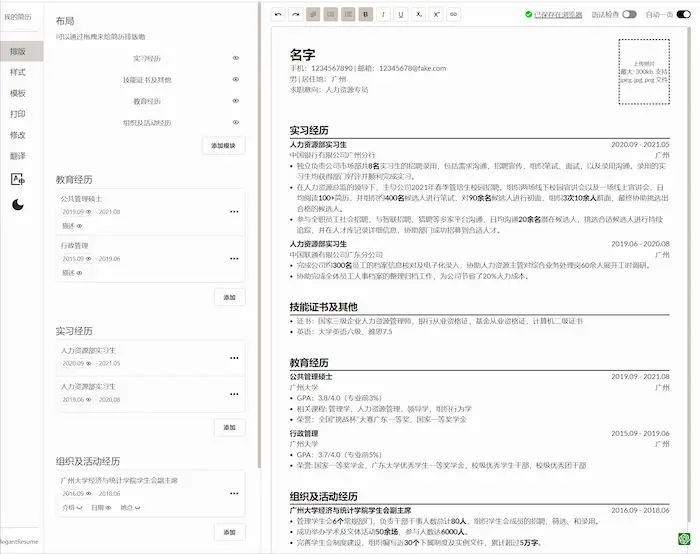 我的简历
排版
样式
模板
打印
修改
翻译
elegantResume
布局
可以通过拖拽来给简历排版呦
实习经历
技能证书及其他
教育经历
组织及活动经历
添加模块
教育经历
公共管理硕士
2019.09 2021.08
描述
行政管理
2015.09 2019.06
描述
添加
实习经历
人力资源部实习生
2020.09 2021.05
人力资源部实习生
2019.06 2020.08
添加
组织及活动经历
广州大学经济与统计学院学生会副主席
2016.09 2018.06
介绍 日期 地点
添加
B I U X₂ X²
已保存在浏览器 语法检查 自动一页
名字
手机：1234567890 | 邮箱：12345678@fake.com
男 | 居住地：广州
求职意向：人力资源专员
上传照片
最大: 300kb, 支持
jpeg, jpg, png 文件
实习经历
人力资源部实习生 2020.09 - 2021.05
中国银行有限公司广州分行 广州
• 独立负责公司市场部共8名实习生的招聘录用，包括需求沟通、招聘宣传、组织笔试、面试、以及录用沟通。录用的实
习生均获得部门好评并顺利完成实习。
• 在人力资源总监的领导下，主导公司2021年春季管培生校园招聘。组织两场线下校园宣讲会以及一场线上宣讲会，日
均阅读100+简历，并组织约400名候选人进行笔试，对90余名候选人进行初面，组织3次10余人群面，最终协助挑选出
合格的候选人。
• 参与全职员工社会招聘，与智联招聘、猎聘等多家平台沟通，日均沟通20余名潜在候选人，挑选合适候选人进行持续
追踪，并在人才库记录详细信息，协助部门成功招募到合适人才。
人力资源部实习生 2019.06 - 2020.08
中国联通有限公司广东分公司 广州
• 完成公司约300名员工的档案信息核对及电子化录入，协助人力资源主管对综合业务处理岗60余人展开工时调研。
• 协助完成全体员工人事档案的整理归档工作，为公司节省了20%人力成本。
技能证书及其他
• 证书：国家三级企业人力资源管理师，银行从业资格证，基金从业资格证，计算机二级证书
• 英语：大学英语六级，雅思7.5
教育经历
公共管理硕士 2019.09 - 2021.08
广州大学 广州
• GPA：3.8/4.0（专业前3%）
• 相关课程: 管理学，人力资源管理，领导学，组织行为学
• 荣誉：全国“挑战杯”大赛广东一等奖，国家一等奖学金
行政管理 2015.09 - 2019.06
广州大学 广州
• GPA：3.7/4.0（专业前5%）
• 荣誉: 国家一等奖学金，广东大学优秀学生一等奖学金，校级优秀学生干部，校级优秀团干部
组织及活动经历
广州大学经济与统计学院学生会副主席 2016.09 - 2018.06
• 管理学生会6个常规部门，负责干部干事人数总计80人，组织学生会成员的招聘，筛选，和录用。
• 成功举办学术及文体活动50余场，参与人数达6000人。
• 完善学生会制度建设，组织编写近30个下属制度及实例文件，累计超过5万字。